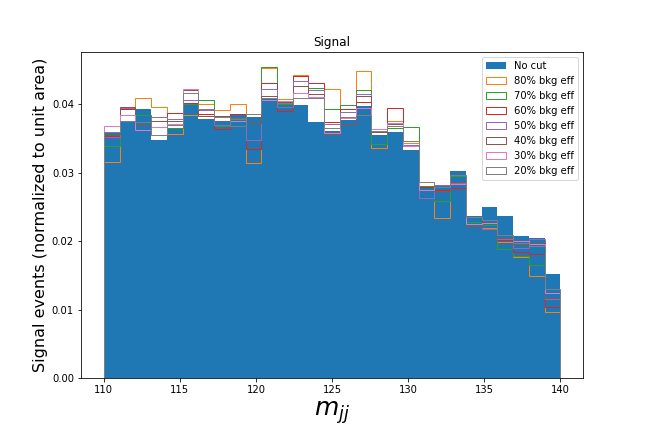 Signal
No cut
80% bkg eff
70% bkg eff
60% bkg eff
50% bkg eff
40% bkg eff
30% bkg eff
20% bkg eff
Signal events (normalized to unit area)
0.04
0.03
0.02
0.01
0.00
110 115 120 125 130 135 140
m_{jj}